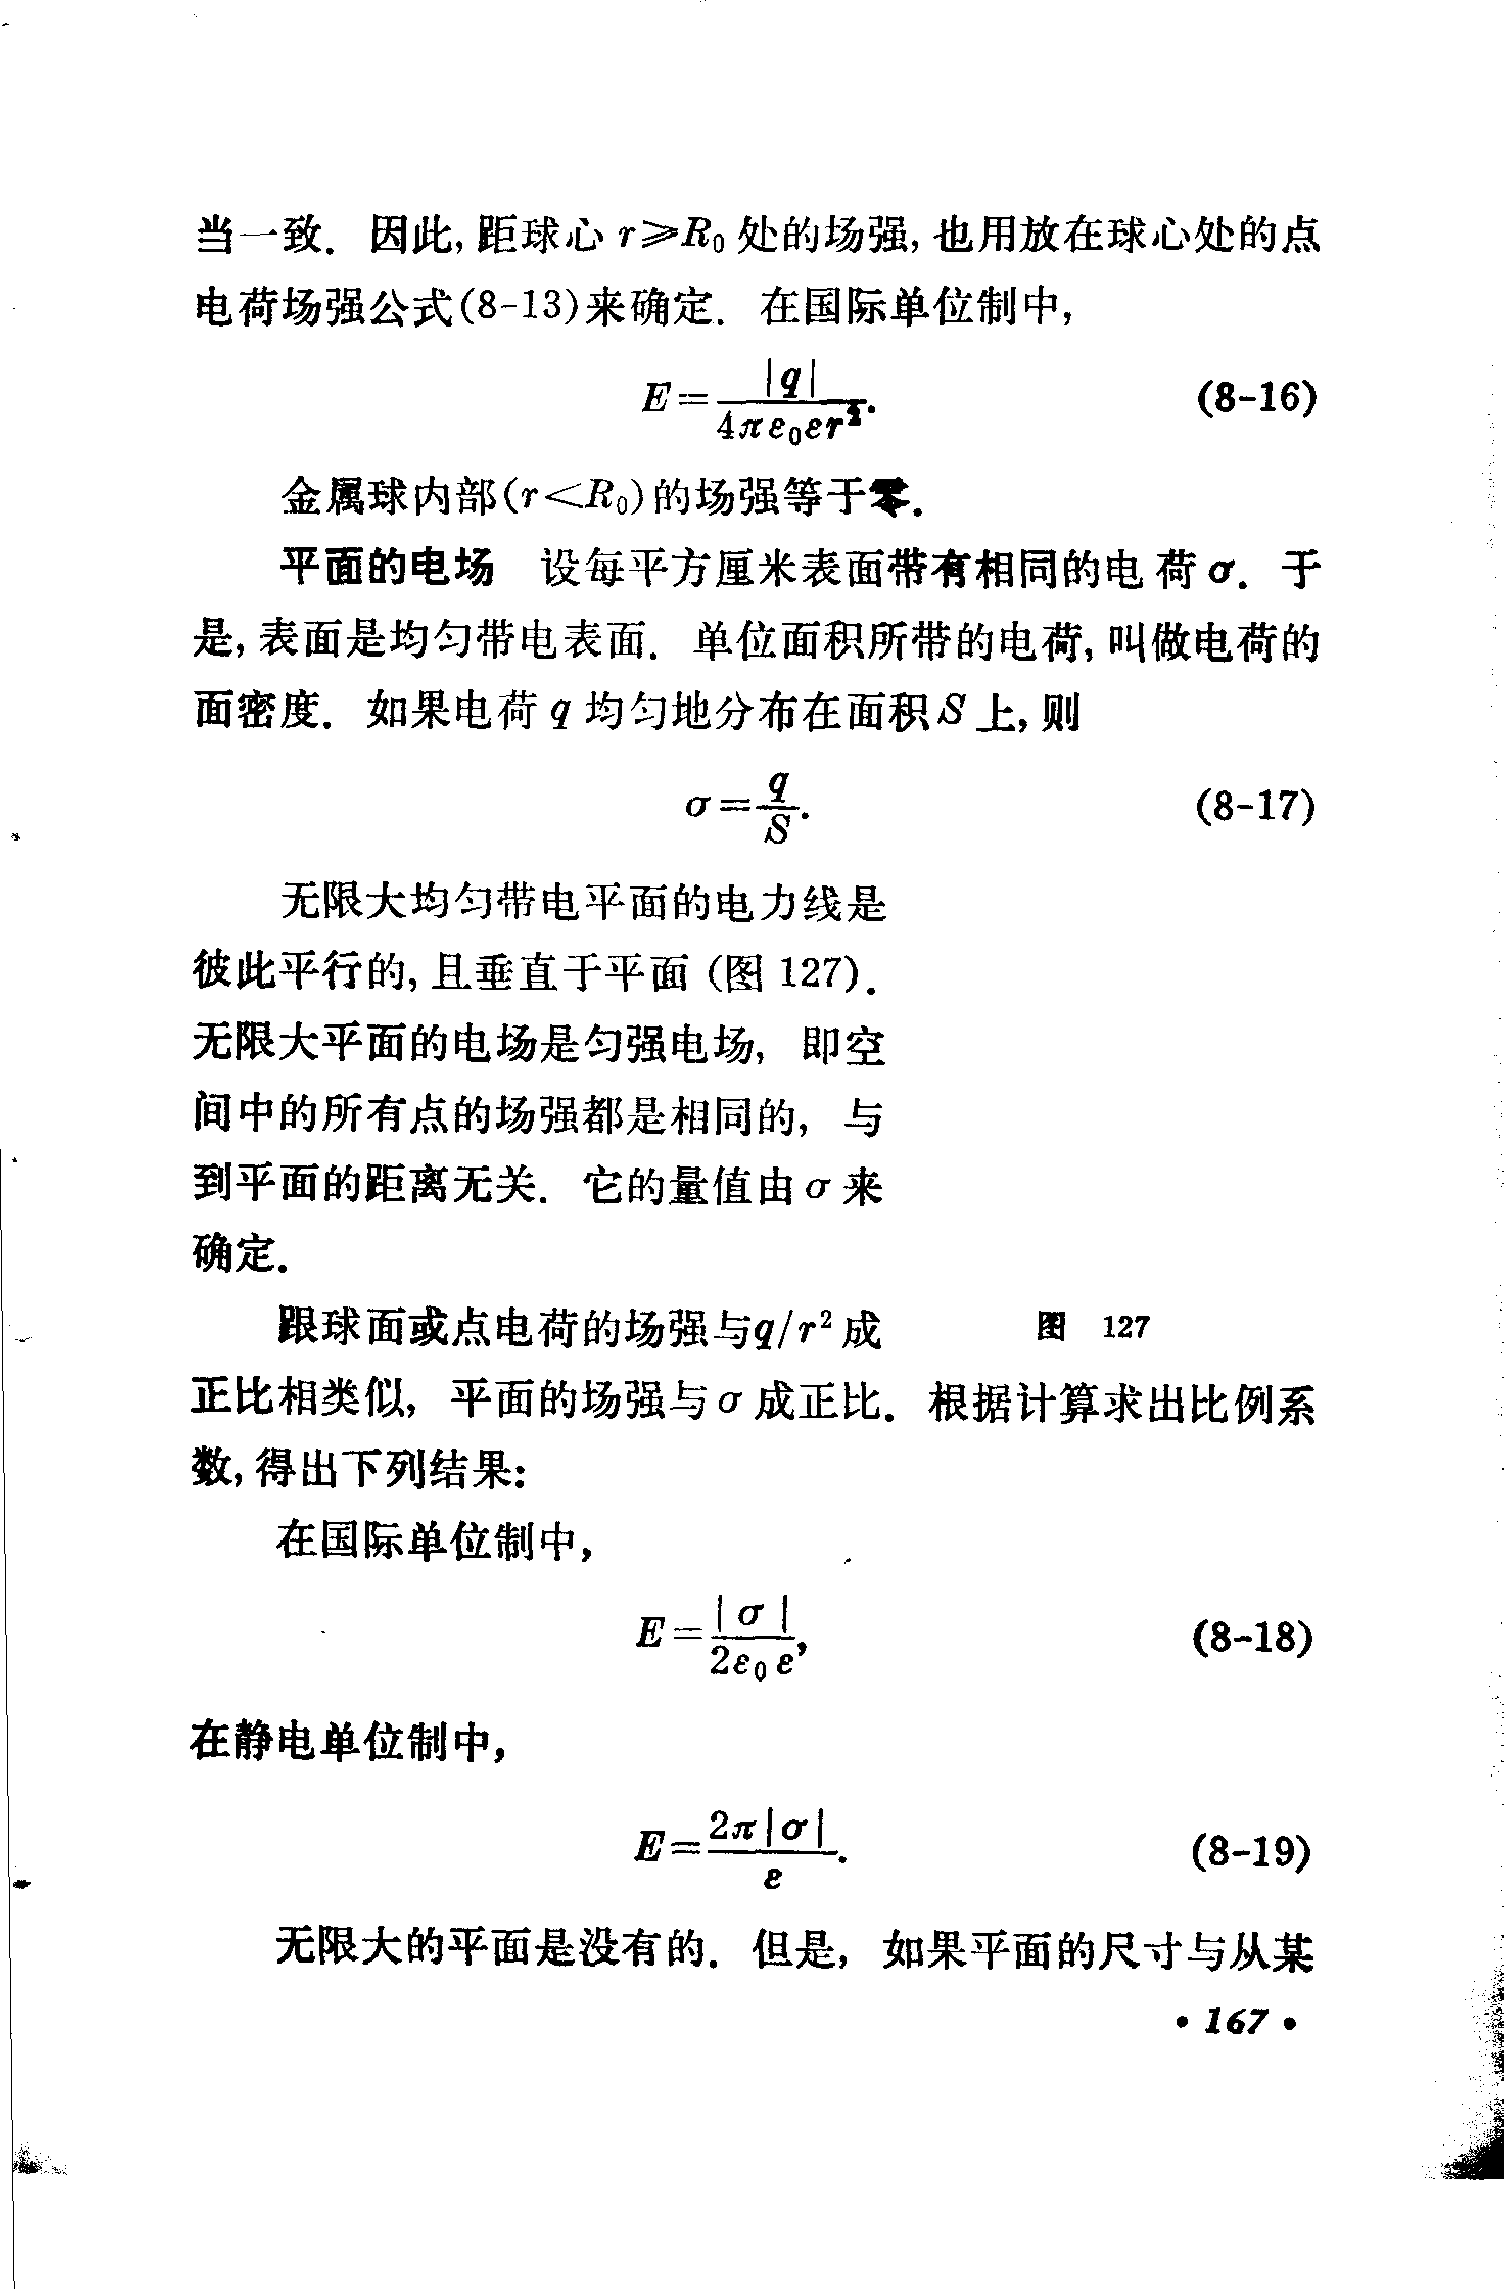 当一致. 因此, 距球心 r⩾R₀ 处的场强, 也用放在球心处的点
电荷场强公式(8-13)来确定. 在国际单位制中,
E=|q|/4πε₀εr². (8-16)
金属球内部(r<R₀)的场强等于零.
平面的电场 设每平方厘米表面带有相同的电荷σ. 于
是, 表面是均匀带电表面. 单位面积所带的电荷, 叫做电荷的
面密度. 如果电荷 q 均匀地分布在面积 S 上, 则
σ=q/S. (8-17)
无限大均匀带电平面的电力线是
彼此平行的, 且垂直于平面 (图 127).
无限大平面的电场是匀强电场, 即空
间中的所有点的场强都是相同的, 与
到平面的距离无关. 它的量值由 σ 来
确定.
跟球面或点电荷的场强与q/r²成
图 127
正比相类似, 平面的场强与 σ 成正比. 根据计算求出比例系
数, 得出下列结果:
在国际单位制中,
E=|σ|/2ε₀ε, (8-18)
在静电单位制中,
E=2π|σ|/ε. (8-19)
无限大的平面是没有的. 但是, 如果平面的尺寸与从某
• 167 •